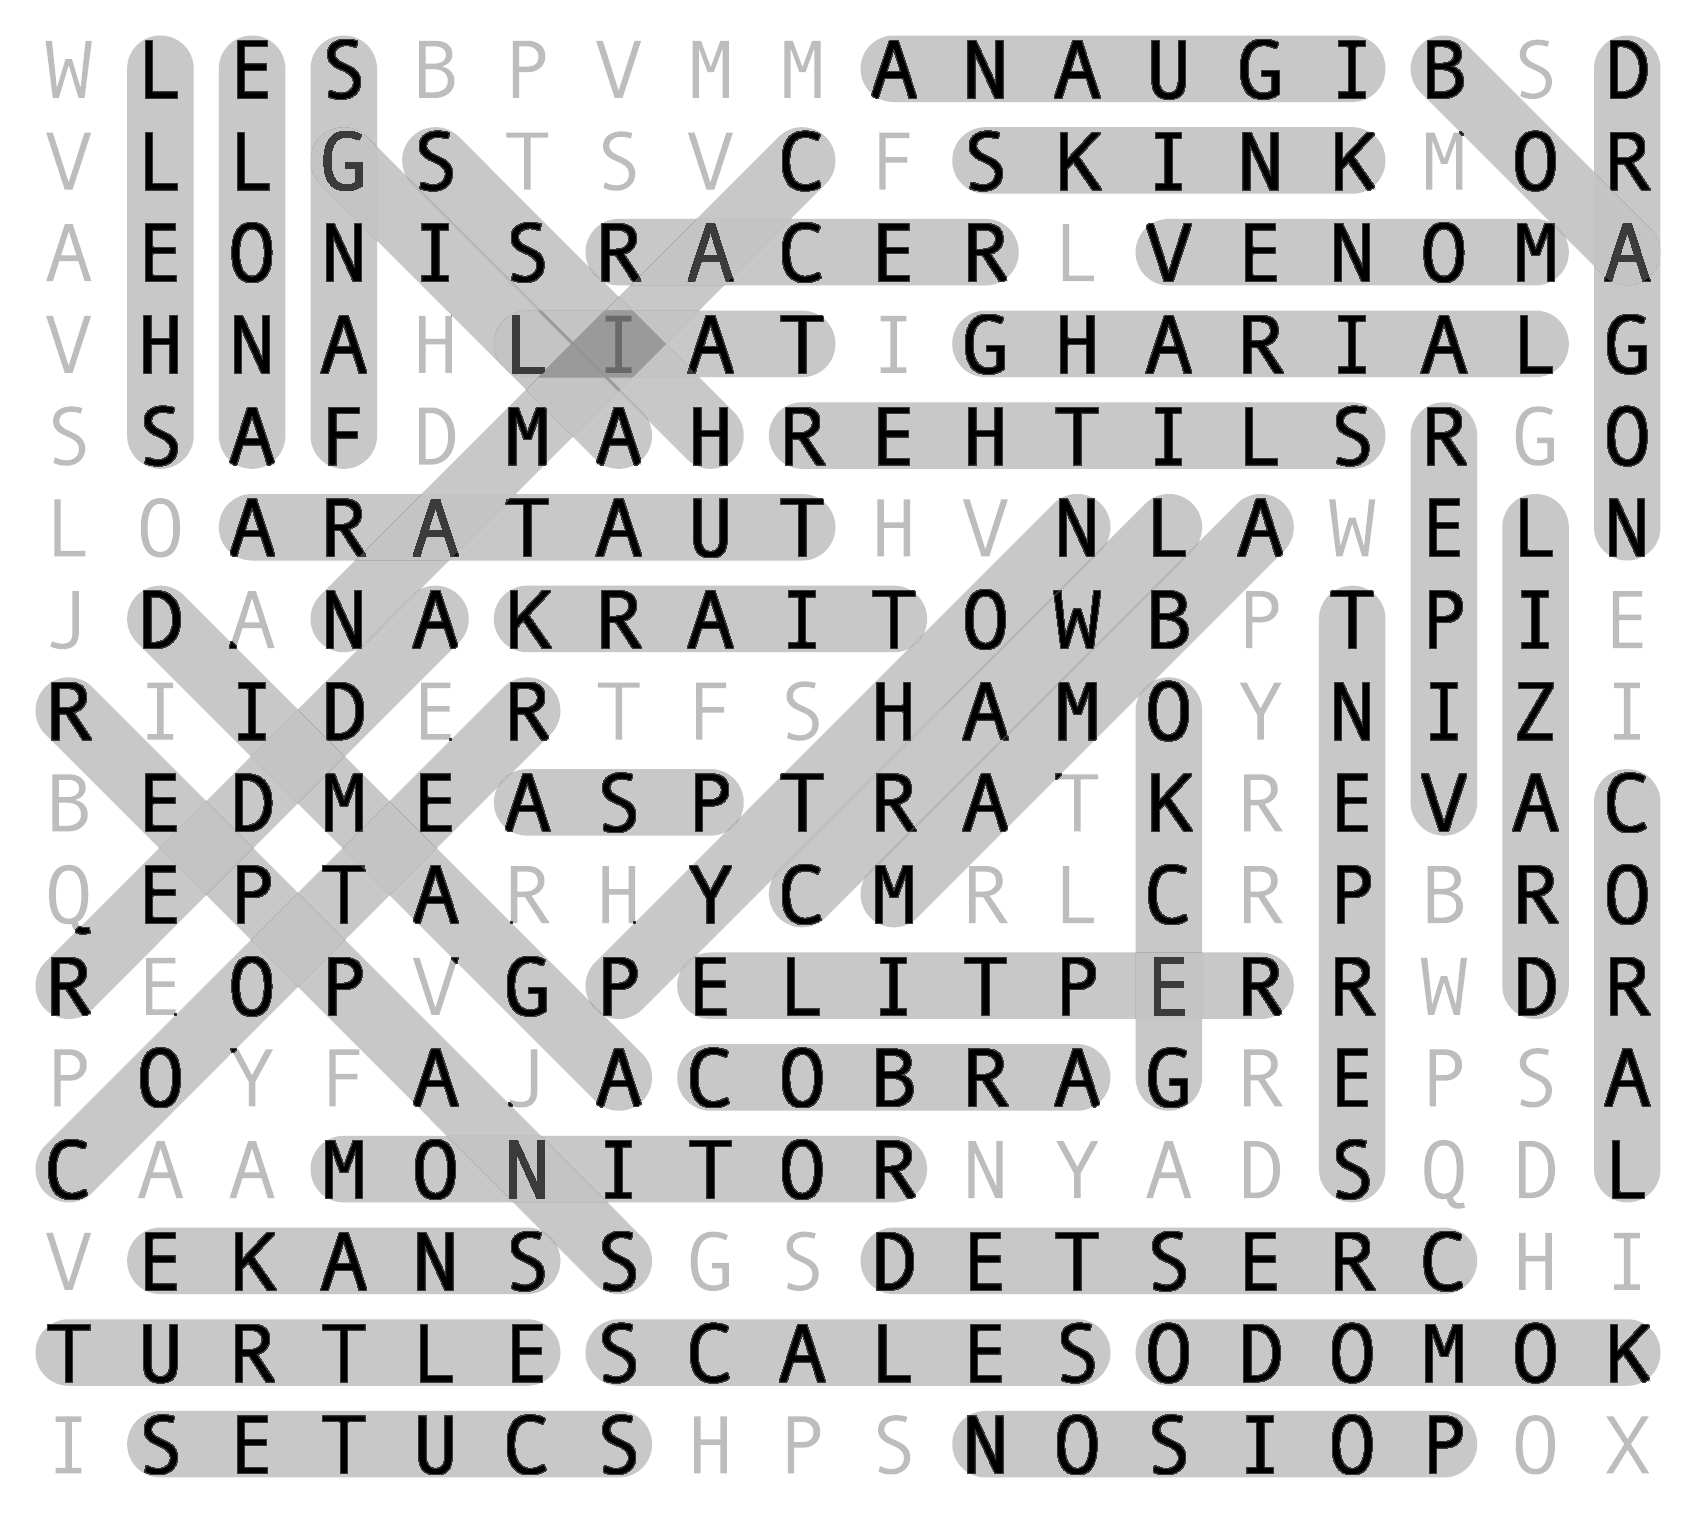 W L E S B P V M M A N A U G I B S D
V L L G S T S V C F S K I N K M O R
A E O N I S R A C E R L V E N O M A
V H N A H L I A T I G H A R I A L G
S S A F D M A H R E H T I L S R G O
L O A R A T A U T H V N L A W E L N
J D A N A K R A I T O W B P T P I E
R I I D E R T F S H A M O Y N I Z I
B E D M E A S P T R A T K R E V A C
Q E P T A R H Y C M R L C R P B R O
R E O P V G P E L I T P E R R W D R
P O Y F A J A C O B R A G R E P S A
C A A M O N I T O R N Y A D S Q D L
V E K A N S S G S D E T S E R C H I
T U R T L E S C A L E S O D O M O K
I S E T U C S H P S N O S I O P O X